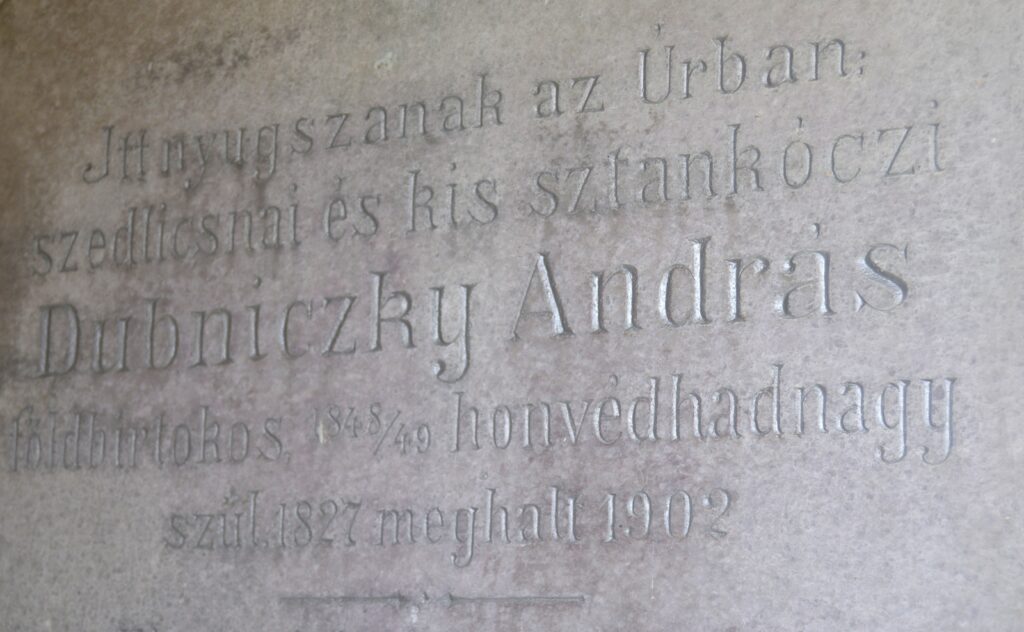 Itt nyugszanak az Úrban:
szedlicsnai és kis sztankóczi
Dubniczky András
földbirtokos, 1848/49 honvédhadnagy
szül. 1827 meghalt 1902